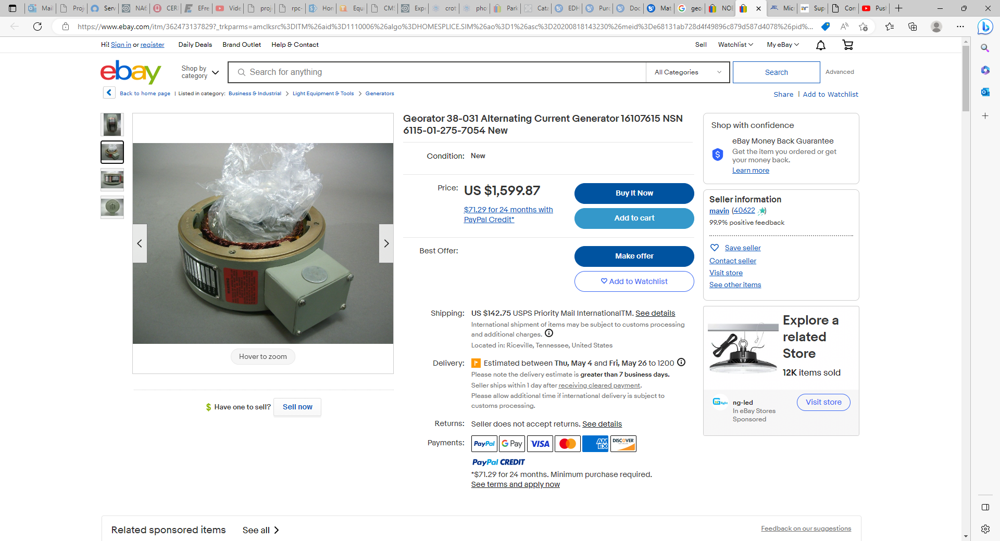 Mail
Proje
Serv
NA6
CER
EFre
Vide
proj
rpc-
Hon
Equi
CMS
Expe
crot
pho
Park
Cata
EDH
Purc
Doc
Mat
geo
NOE
Micr
Sup
Con
Pus
https://www.ebay.com/itm/362473137829?_trkparms=amclksrc%3DITM%26aid%3D1110006%26algo%3DHOMESPLICE.SIM%26ao%3D1%26asc%3D20200818143230%26meid%3De68131ab728d4f49896c879d587d4078%26pid%...
Hi! Sign in or register
Daily Deals
Brand Outlet
Help & Contact
Sell
Watchlist
My eBay
ebay
Shop by
category
Search for anything
All Categories
Search
Advanced
Back to home page | Listed in category: Business & Industrial > Light Equipment & Tools > Generators
Share | Add to Watchlist
Georator 38-031 Alternating Current Generator 16107615 NSN
6115-01-275-7054 New
Condition: New
Price: US $1,599.87
$71.29 for 24 months with
PayPal Credit*
Buy It Now
Add to cart
Best Offer:
Make offer
Add to Watchlist
Shipping: US $142.75 USPS Priority Mail InternationalTM. See details
International shipment of items may be subject to customs processing
and additional charges.
Located in: Riceville, Tennessee, United States
Delivery: Estimated between Thu, May 4 and Fri, May 26 to 1200
Please note the delivery estimate is greater than 7 business days.
Seller ships within 1 day after receiving cleared payment.
Please allow additional time if international delivery is subject to
customs processing.
Returns: Seller does not accept returns. See details
Payments: PayPal G Pay VISA AMEX DISCOVER
PayPal CREDIT
*$71.29 for 24 months. Minimum purchase required.
See terms and apply now
Hover to zoom
$ Have one to sell? Sell now
Shop with confidence
eBay Money Back Guarantee
Get the item you ordered or get
your money back.
Learn more
Seller information
mavin (40622)
99.9% positive feedback
Save seller
Contact seller
Visit store
See other items
Explore a
related
Store
12K items sold
ng-led
In eBay Stores
Sponsored
Visit store
Related sponsored items
See all
Feedback on our suggestions